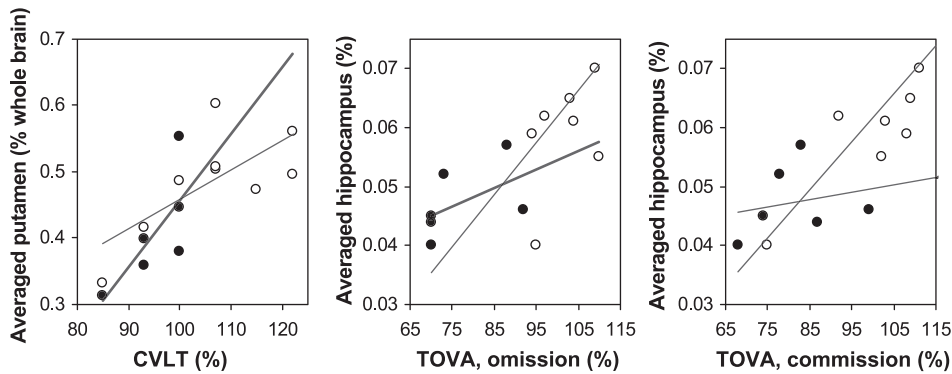 Averaged putamen (% whole brain)
0.7
0.6
0.5
0.4
0.3
80 90 100 110 120
CVLT (%)
Averaged hippocampus (%)
0.07
0.06
0.05
0.04
0.03
65 75 85 95 105 115
TOVA, omission (%)
Averaged hippocampus (%)
0.07
0.06
0.05
0.04
0.03
65 75 85 95 105 115
TOVA, commission (%)